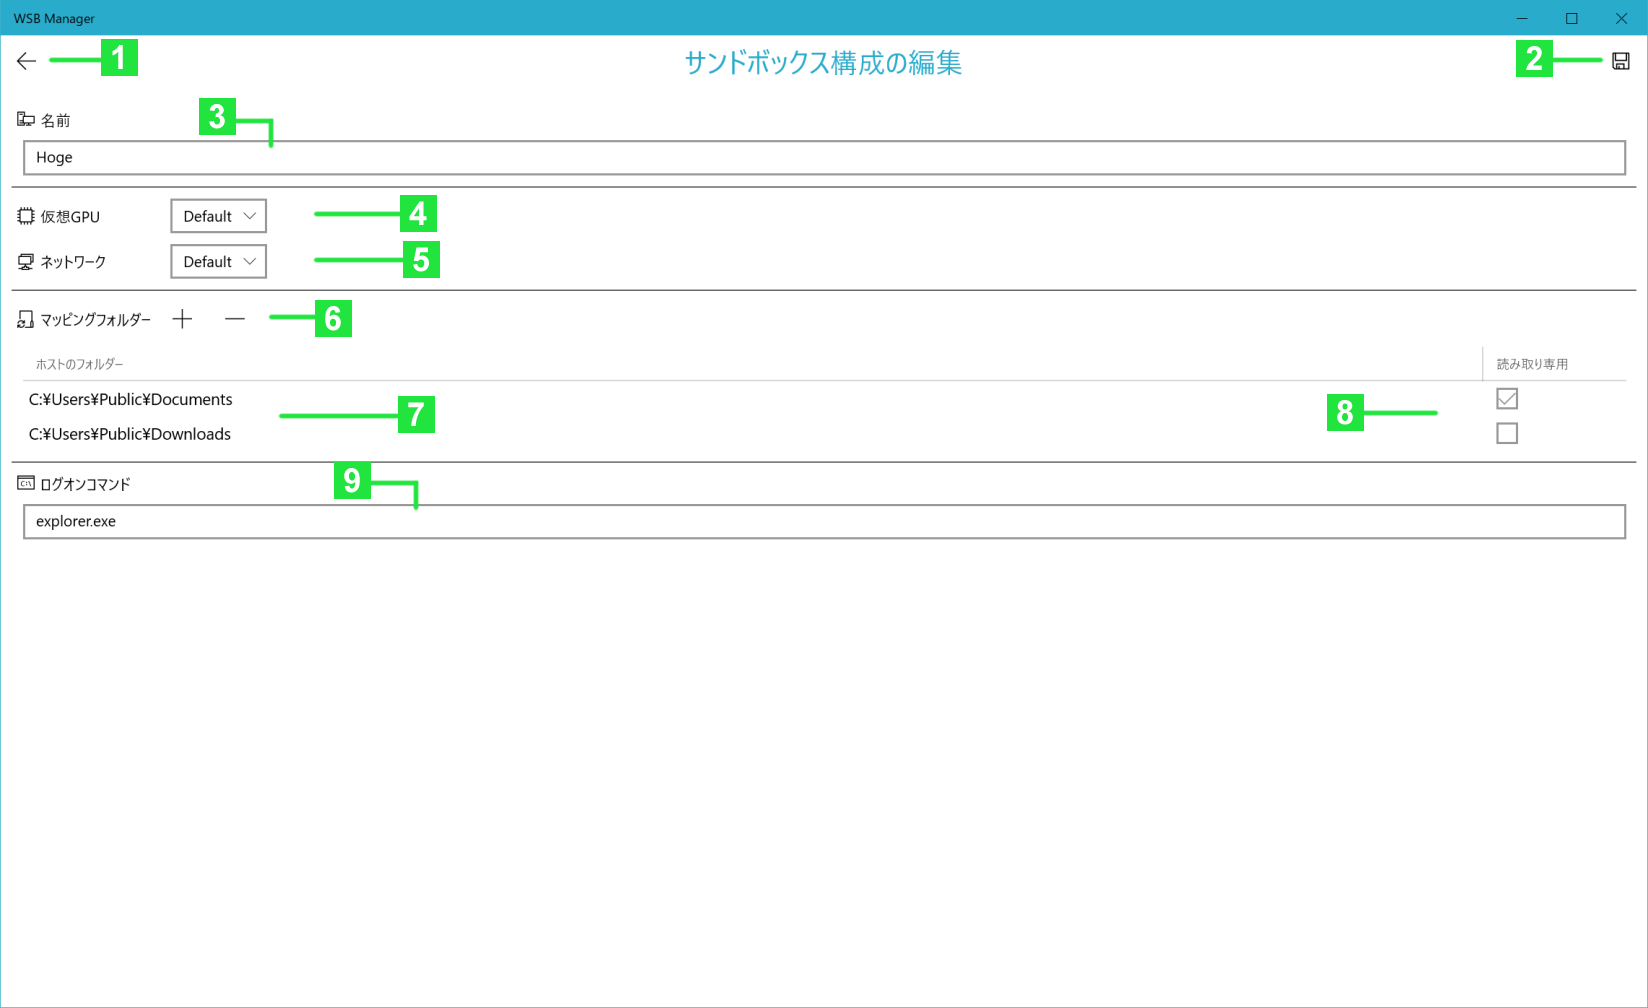 WSB Manager
1
サンドボックス構成の編集
2
名前
3
Hoge
仮想GPU
Default
4
ネットワーク
Default
5
マッピングフォルダー
6
ホストのフォルダー
読み取り専用
C:¥Users¥Public¥Documents
7
8
C:¥Users¥Public¥Downloads
C:\
ログオンコマンド
9
explorer.exe